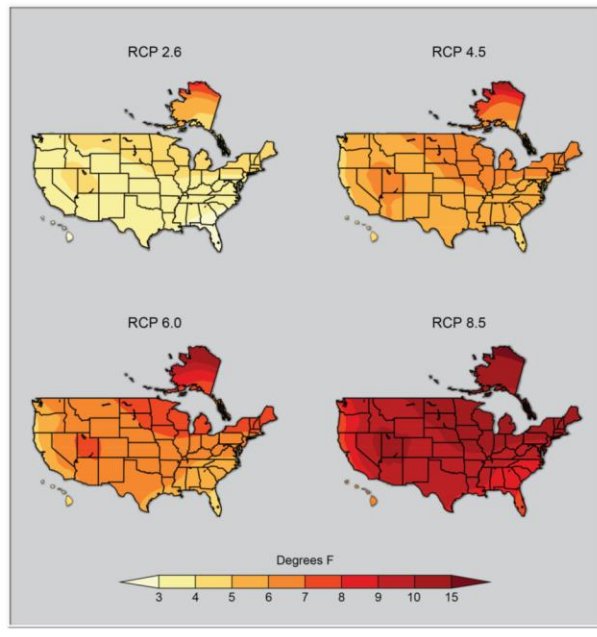 RCP 2.6
RCP 4.5
RCP 6.0
RCP 8.5
Degrees F
3 4 5 6 7 8 9 10 15